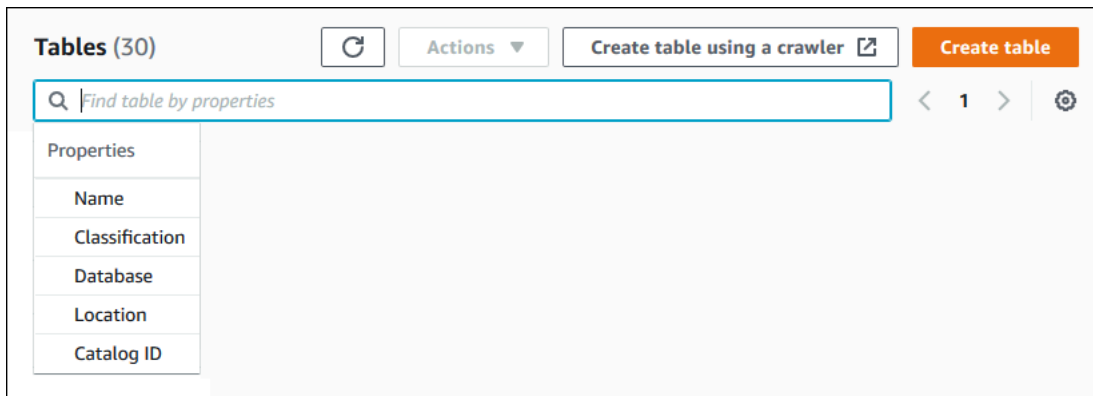 Tables (30)
Actions
Create table using a crawler
Create table
Find table by properties
1
Properties
Name
Classification
Database
Location
Catalog ID